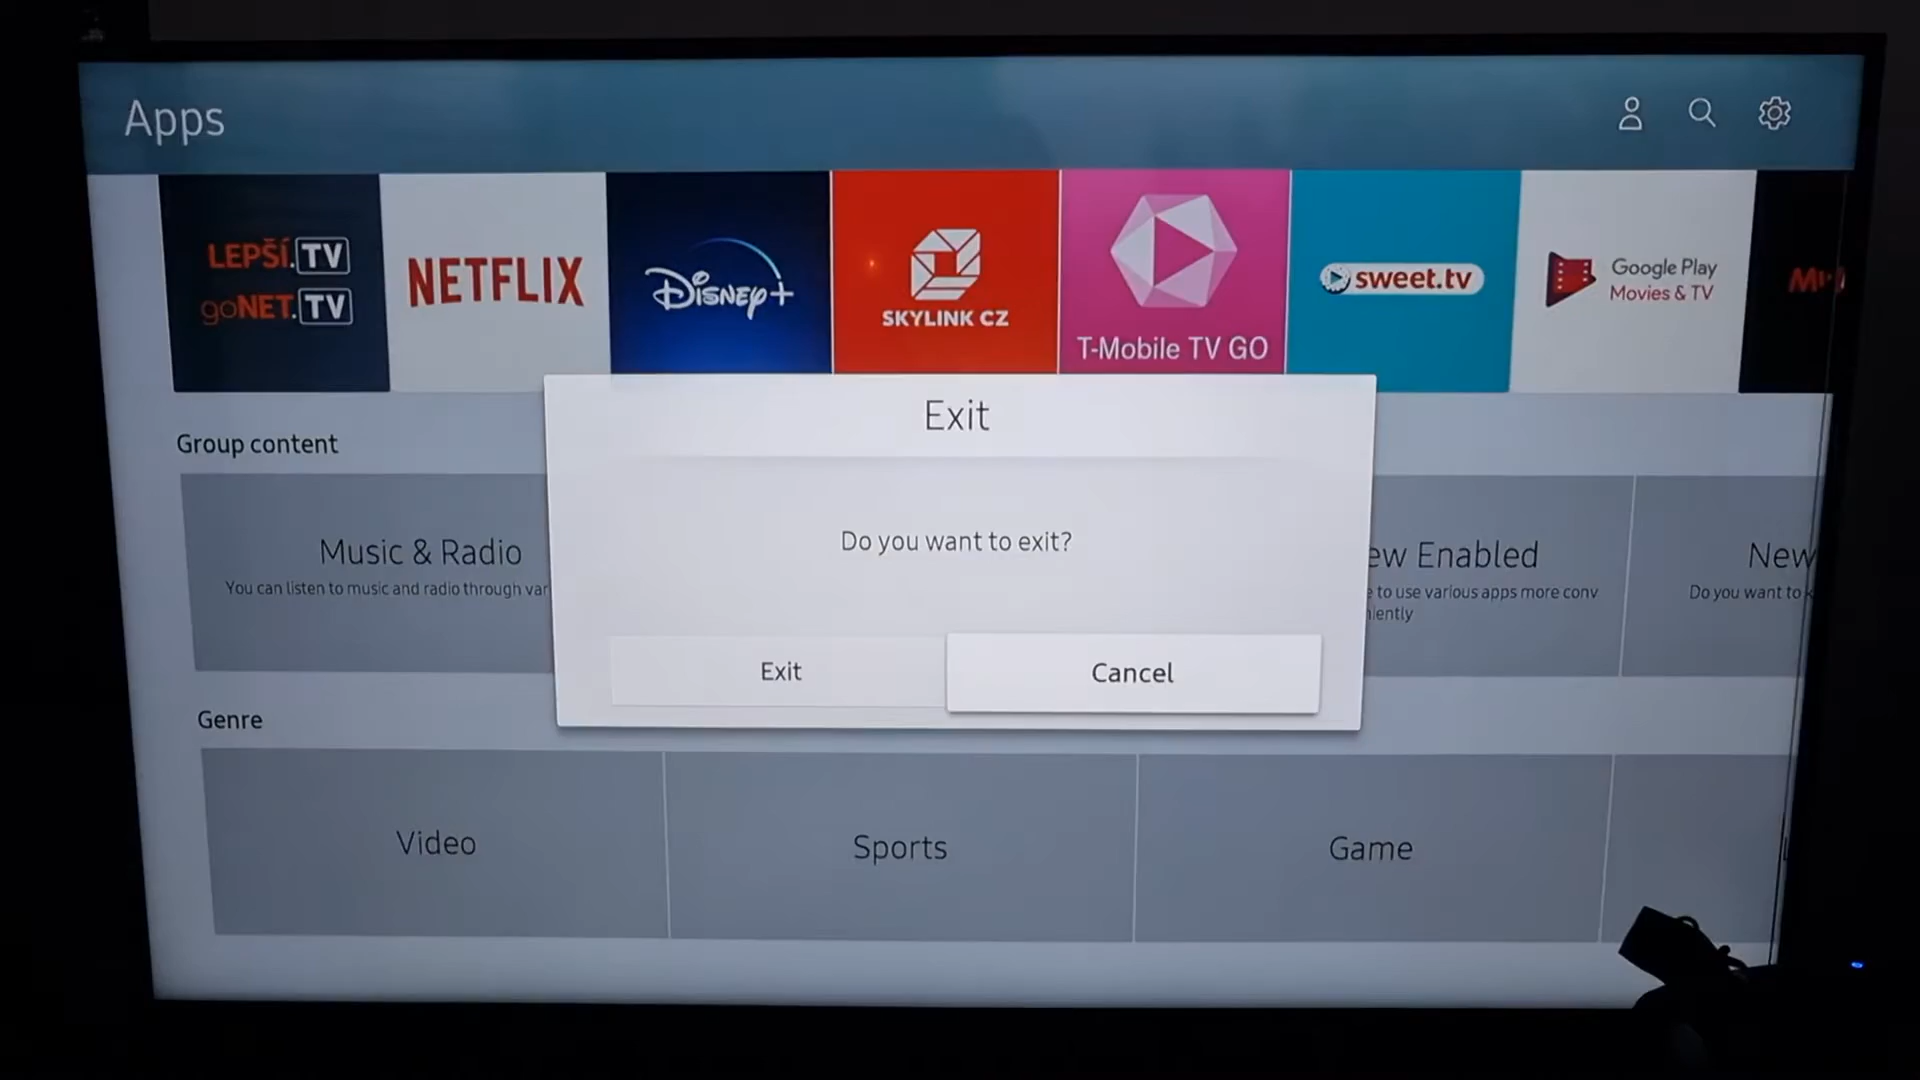 Apps
LEPŠÍ.TV
goNET.TV
NETFLIX
Disney+
SKYLINK CZ
T-Mobile TV GO
sweet.tv
Google Play
Movies & TV
Group content
Music & Radio
You can listen to music and radio through var
ew Enabled
to use various apps more conv
iently
New
Do you want to
Exit
Do you want to exit?
Exit
Cancel
Genre
Video
Sports
Game